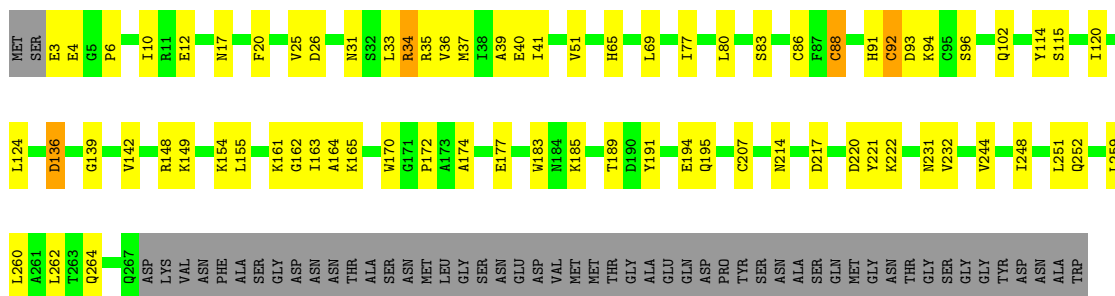 MET SER E3 E4 G5 P6 I10 R11 E12 N17 F20 V25 D26 N31 S32 L33 R34 R35 V36 M37 I38 A39 E40 I41 V51 H65 L69 I77 L80 S83 C86 F87 C88 H91 C92 D93 K94 C95 S96 Q102 Y114 S115 I120
L124 D136 G139 V142 R148 K149 K154 L155 K161 G162 I163 A164 K165 W170 G171 P172 A173 A174 E177 W183 N184 K185 T189 D190 Y191 E194 Q195 C207 N214 D217 D220 Y221 K222 N231 V232 V244 I248 L251 Q252
L260 A261 L262 T263 Q264 Q267 ASP LYS VAL ASN PHE ALA SER GLY ASP ASN ASN THR ALA SER ASN MET LEU GLY SER ASN GLU ASP VAL MET MET THR GLY ALA GLU GLU GLN ASP PRO TYR SER ASN ALA SER GLN MET GLY ASN THR GLY SER GLY GLY TYR ASP ASN ALA TRP